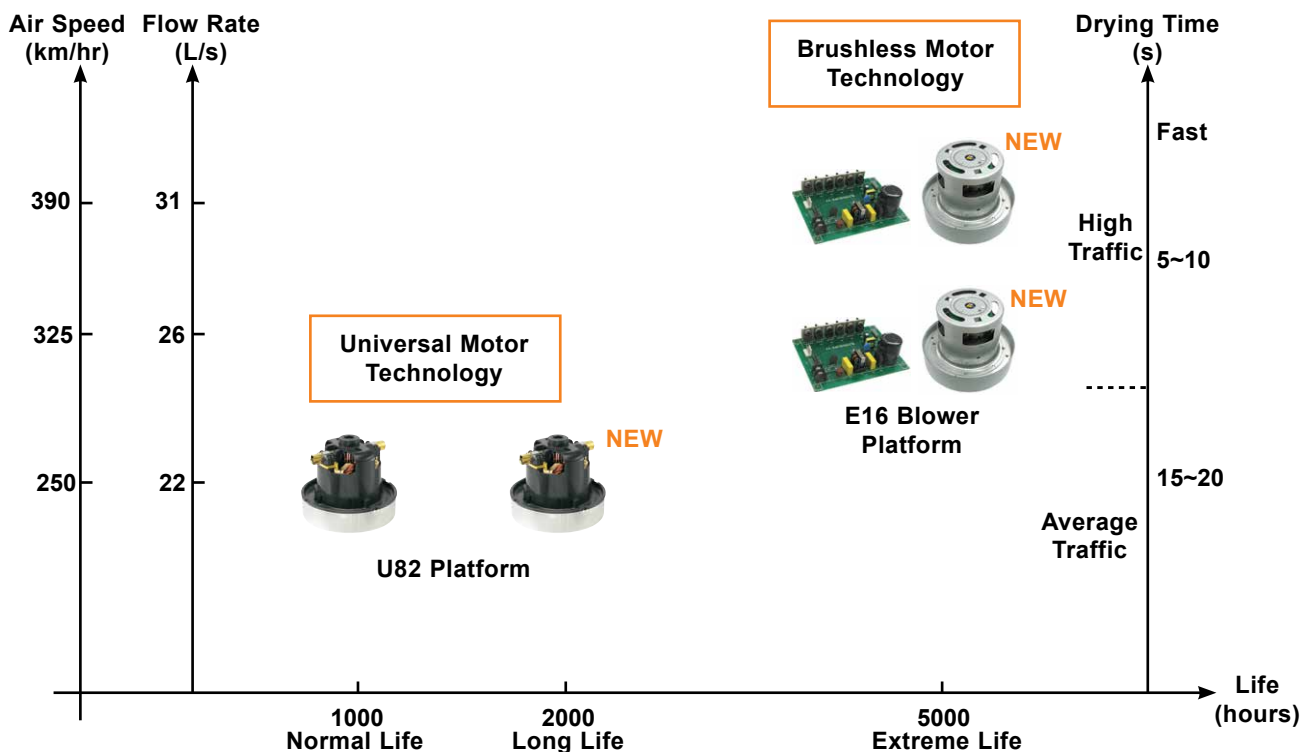 Air Speed
(km/hr)
Flow Rate
(L/s)
Brushless Motor
Technology
Drying Time
(s)
NEW
Fast
390
31
High
Traffic
5~10
NEW
325
26
Universal Motor
Technology
E16 Blower
Platform
NEW
250
22
15~20
Average
Traffic
U82 Platform
Life
(hours)
1000
Normal Life
2000
Long Life
5000
Extreme Life